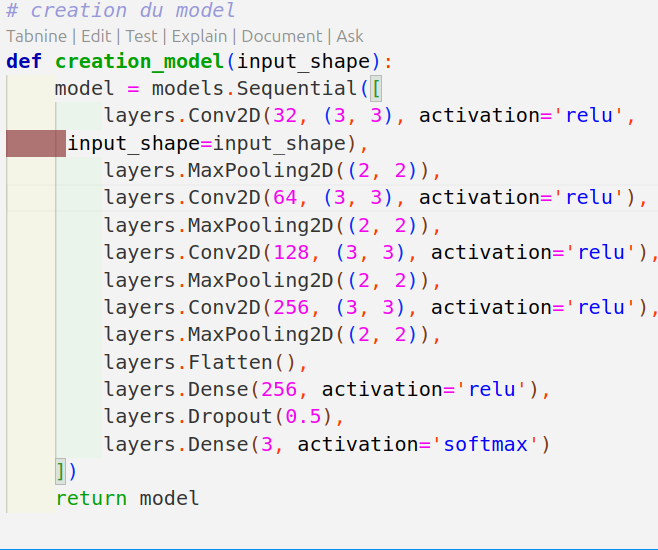 # creation du model
Tabnine | Edit | Test | Explain | Document | Ask
def creation_model(input_shape):
    model = models.Sequential([
        layers.Conv2D(32, (3, 3), activation='relu',
     input_shape=input_shape),
        layers.MaxPooling2D((2, 2)),
        layers.Conv2D(64, (3, 3), activation='relu'),
        layers.MaxPooling2D((2, 2)),
        layers.Conv2D(128, (3, 3), activation='relu'),
        layers.MaxPooling2D((2, 2)),
        layers.Conv2D(256, (3, 3), activation='relu'),
        layers.MaxPooling2D((2, 2)),
        layers.Flatten(),
        layers.Dense(256, activation='relu'),
        layers.Dropout(0.5),
        layers.Dense(3, activation='softmax')
    ])
    return model